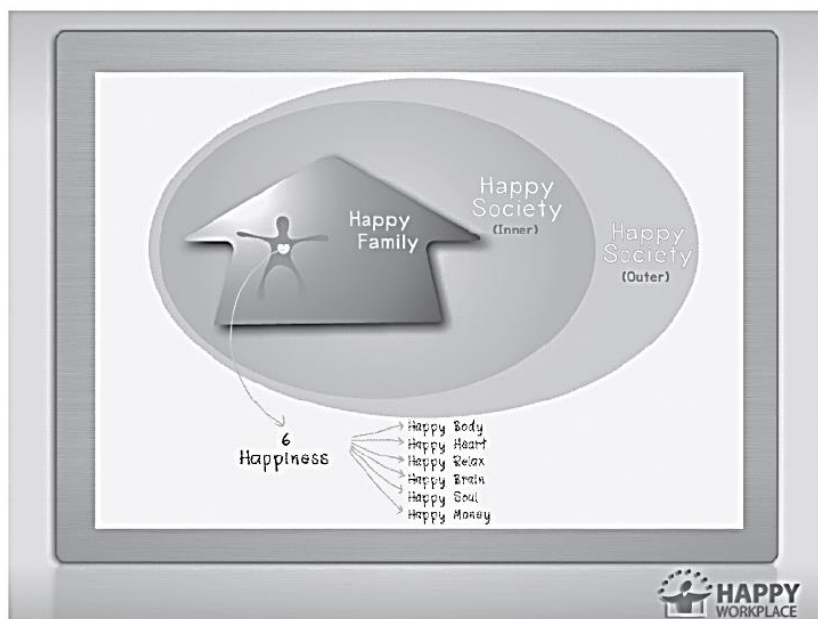 Happy
Family
Happy
Society
(Inner)
Happy
Society
(Outer)
6
Happiness
Happy Body
Happy Heart
Happy Relax
Happy Brain
Happy Soul
Happy Money
HAPPY
WORKPLACE